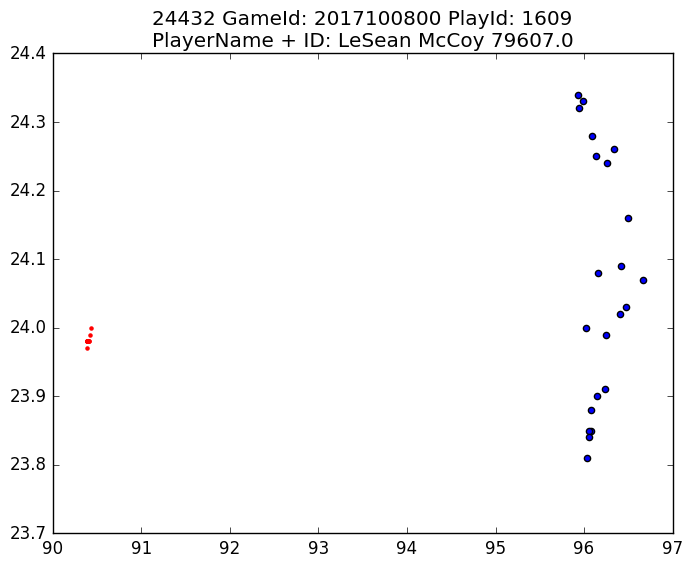 24432 GameId: 2017100800 PlayId: 1609
PlayerName + ID: LeSean McCoy 79607.0
24.4
24.3
24.2
24.1
24.0
23.9
23.8
23.7
90 91 92 93 94 95 96 97